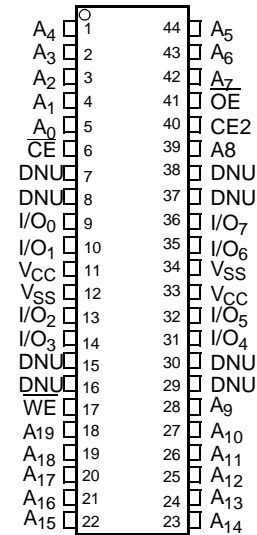 A4 1 44 A5
A3 2 43 A6
A2 3 42 A7
A1 4 41 OE
A0 5 40 CE2
CE 6 39 A8
DNU 7 38 DNU
DNU 8 37 DNU
I/O0 9 36 I/O7
I/O1 10 35 I/O6
VCC 11 34 VSS
VSS 12 33 VCC
I/O2 13 32 I/O5
I/O3 14 31 I/O4
DNU 15 30 DNU
DNU 16 29 DNU
WE 17 28 A9
A19 18 27 A10
A18 19 26 A11
A17 20 25 A12
A16 21 24 A13
A15 22 23 A14